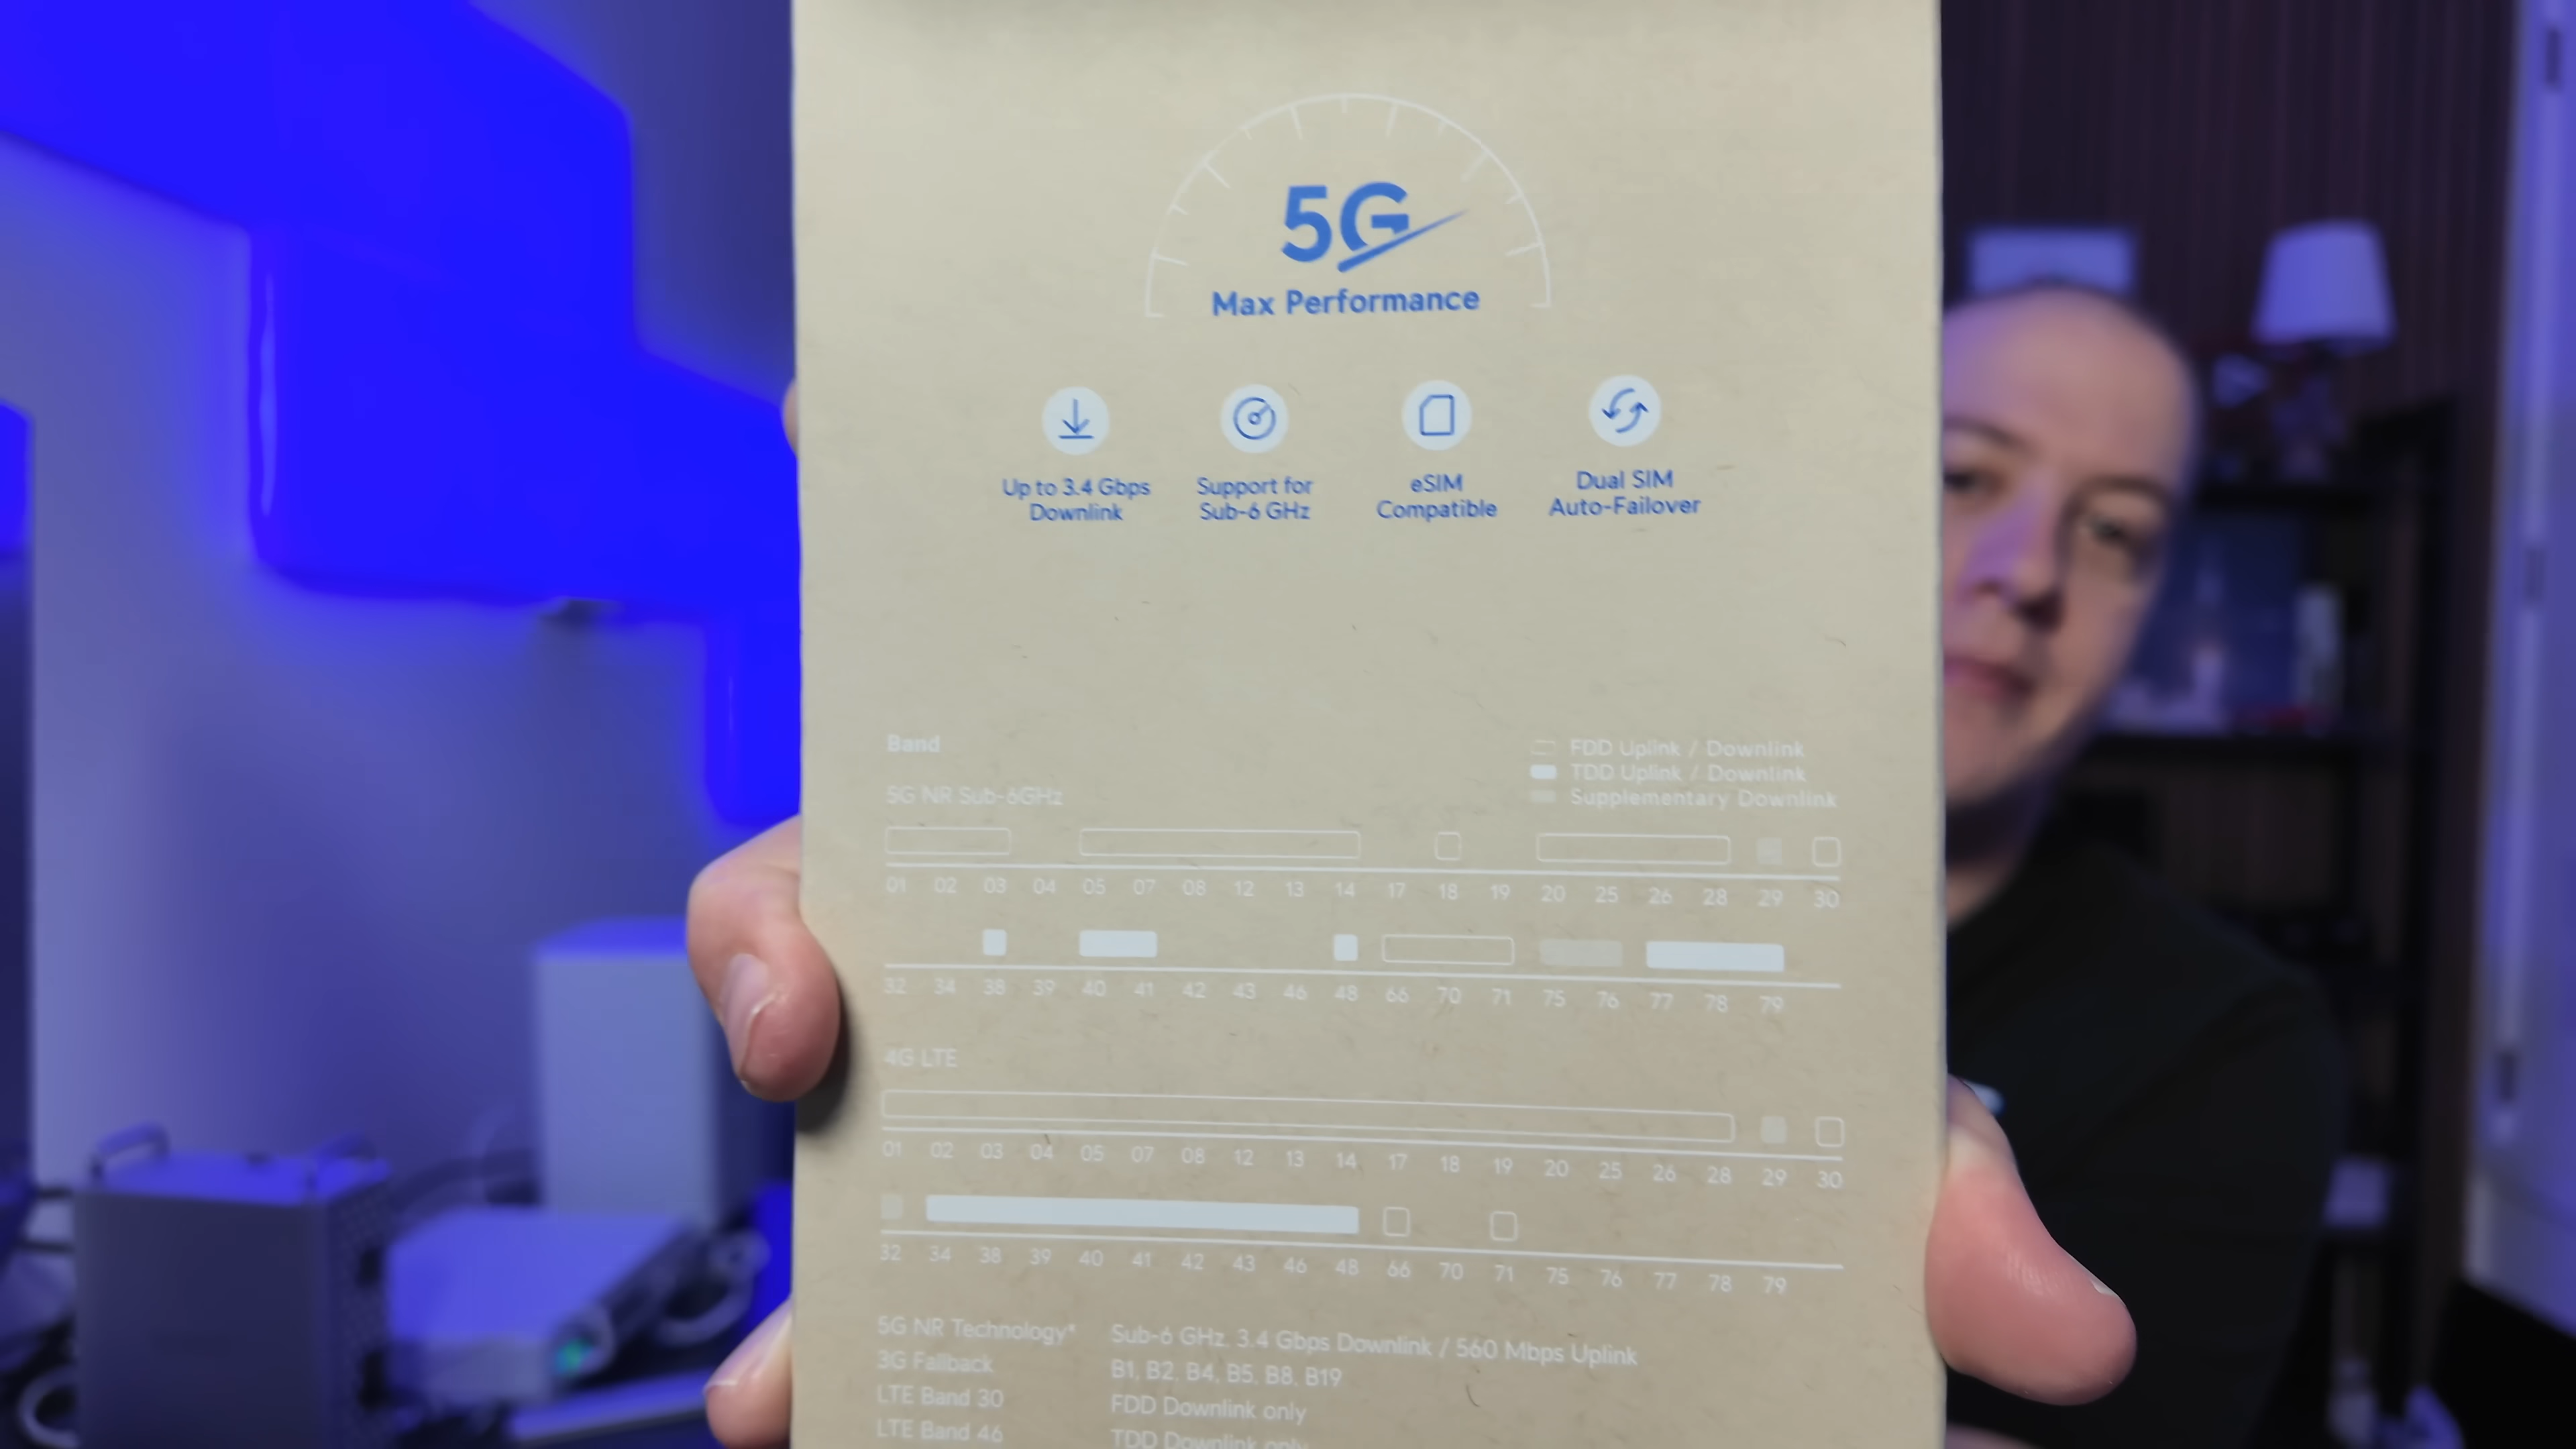 5G
Max Performance
Up to 3.4 Gbps
Downlink
Support for
Sub-6 GHz
eSIM
Compatible
Dual SIM
Auto-Failover
Band
FDD Uplink / Downlink
TDD Uplink / Downlink
Supplementary Downlink
5G NR Sub-6GHz
01 02 03 04 05 07 08 12 13 14 17 18 19 20 25 26 28 29 30
32 34 38 39 40 41 42 43 46 48 66 70 71 75 76 77 78 79
4G LTE
01 02 03 04 05 07 08 12 13 14 17 18 19 20 25 26 28 29 30
32 34 38 39 40 41 42 43 46 48 66 70 71 75 76 77 78 79
5G NR Technology* Sub-6 GHz, 3.4 Gbps Downlink / 560 Mbps Uplink
3G Fallback B1, B2, B4, B5, B8, B19
LTE Band 30 FDD Downlink only
LTE Band 46 TDD Downlink only